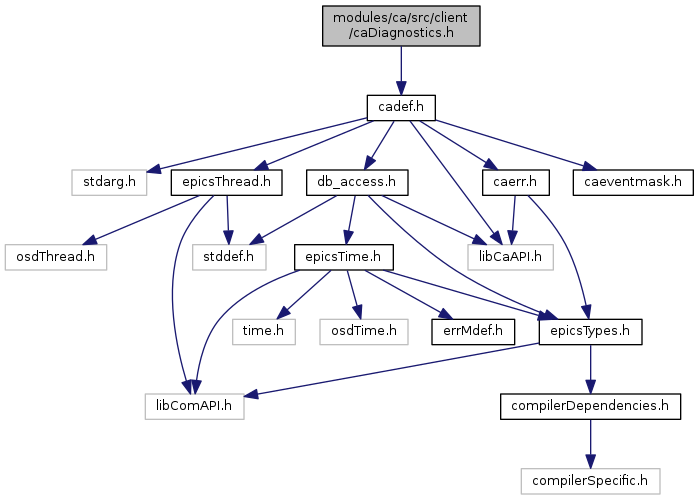 modules/ca/src/client
/caDiagnostics.h
cadef.h
stdarg.h
epicsThread.h
db_access.h
caerr.h
caeventmask.h
osdThread.h
stddef.h
epicsTime.h
libCaAPI.h
time.h
osdTime.h
errMdef.h
epicsTypes.h
libComAPI.h
compilerDependencies.h
compilerSpecific.h